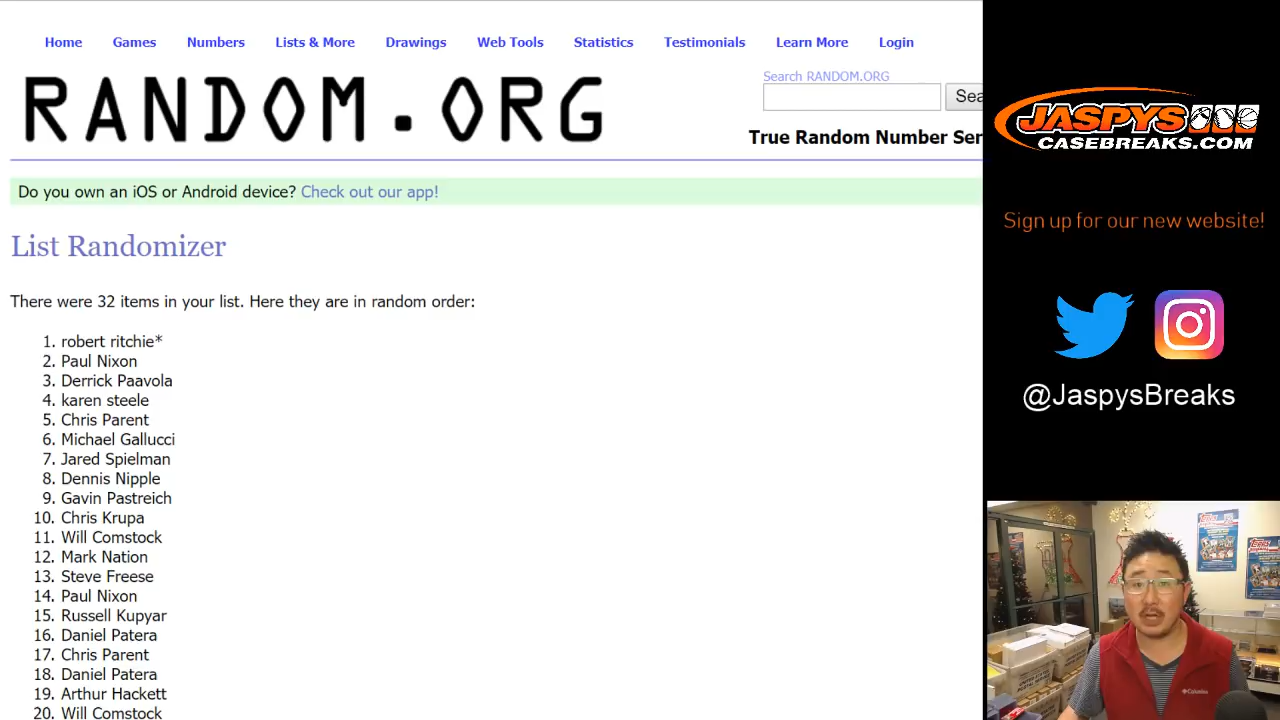 Home Games Numbers Lists & More Drawings Web Tools Statistics Testimonials Learn More Login
RANDOM.ORG
Search RANDOM.ORG
Sea
True Random Number Ser
Do you own an iOS or Android device? Check out our app!
List Randomizer
There were 32 items in your list. Here they are in random order:
1. robert ritchie*
2. Paul Nixon
3. Derrick Paavola
4. karen steele
5. Chris Parent
6. Michael Gallucci
7. Jared Spielman
8. Dennis Nipple
9. Gavin Pastreich
10. Chris Krupa
11. Will Comstock
12. Mark Nation
13. Steve Freese
14. Paul Nixon
15. Russell Kupyar
16. Daniel Patera
17. Chris Parent
18. Daniel Patera
19. Arthur Hackett
20. Will Comstock
JASPYS
CASEBREAKS.COM
Sign up for our new website!
@JaspysBreaks
Topps
Columbia